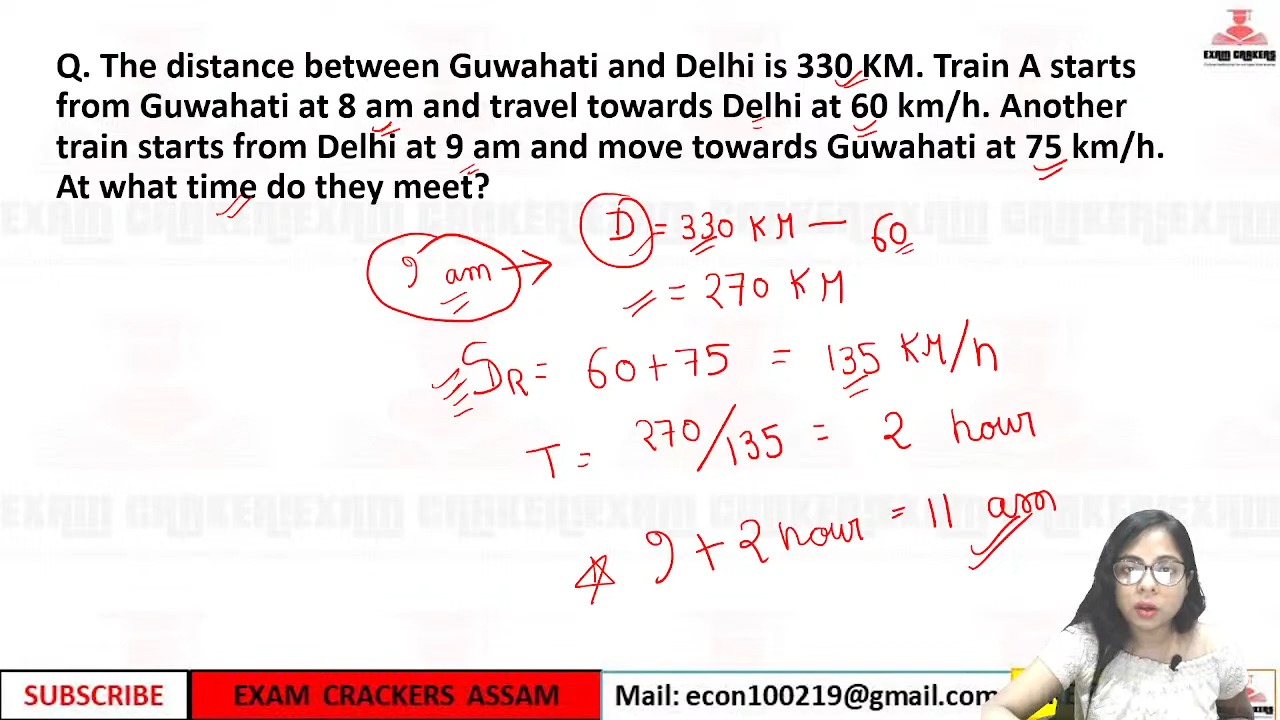 EXAM CRAKERS
Q. The distance between Guwahati and Delhi is 330 KM. Train A starts
from Guwahati at 8 am and travel towards Delhi at 60 km/h. Another
train starts from Delhi at 9 am and move towards Guwahati at 75 km/h.
At what time do they meet?
9 am → D = 330 KM — 60
= 270 KM
SDR = 60+75 = 135 KM/h
T = 270/135 = 2 hour
9 + 2 hour = 11 am
SUBSCRIBE EXAM CRACKERS ASSAM Mail: econ100219@gmail.com